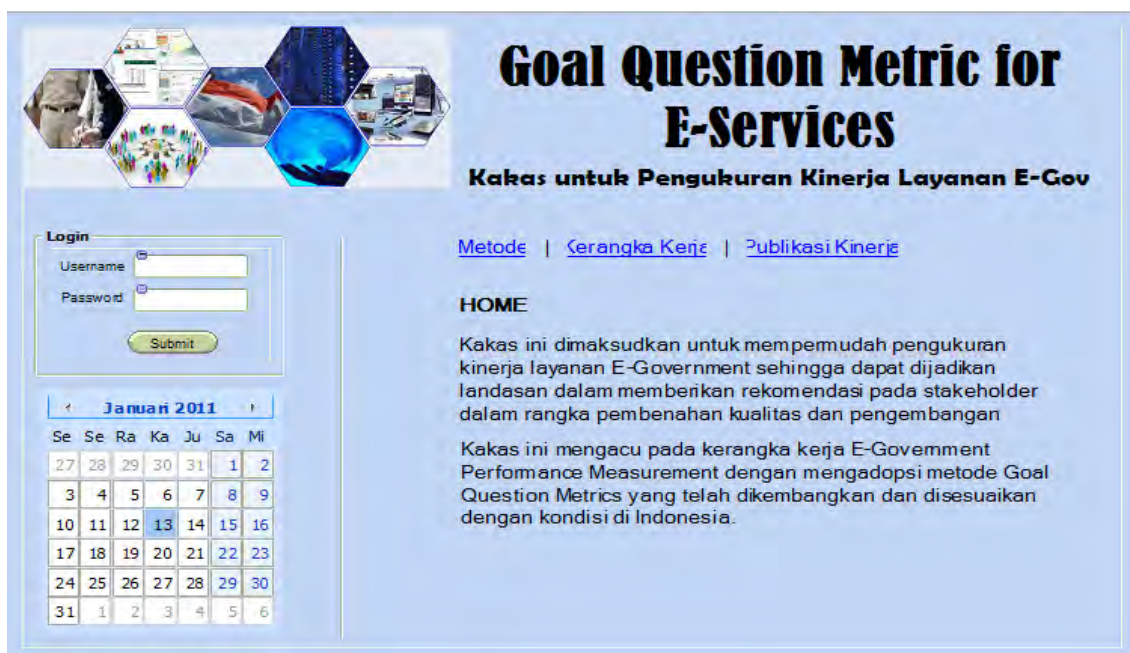 Goal Question Metric for
E-Services
Kakas untuk Pengukuran Kinerja Layanan E-Gov
Login
Username
Password
Submit
Januari 2011
Se Se Ra Ka Ju Sa Mi
27 28 29 30 31 1 2
3 4 5 6 7 8 9
10 11 12 13 14 15 16
17 18 19 20 21 22 23
24 25 26 27 28 29 30
31 1 2 3 4 5 6
Metode | Kerangka Kerja | Publikasi Kinerja
HOME
Kakas ini dimaksudkan untuk mempermudah pengukuran
kinerja layanan E-Government sehingga dapat dijadikan
landasan dalam memberikan rekomendasi pada stakeholder
dalam rangka pembenahan kualitas dan pengembangan
Kakas ini mengacu pada kerangka kerja E-Government
Performance Measurement dengan mengadopsi metode Goal
Question Metrics yang telah dikembangkan dan disesuaikan
dengan kondisi di Indonesia.